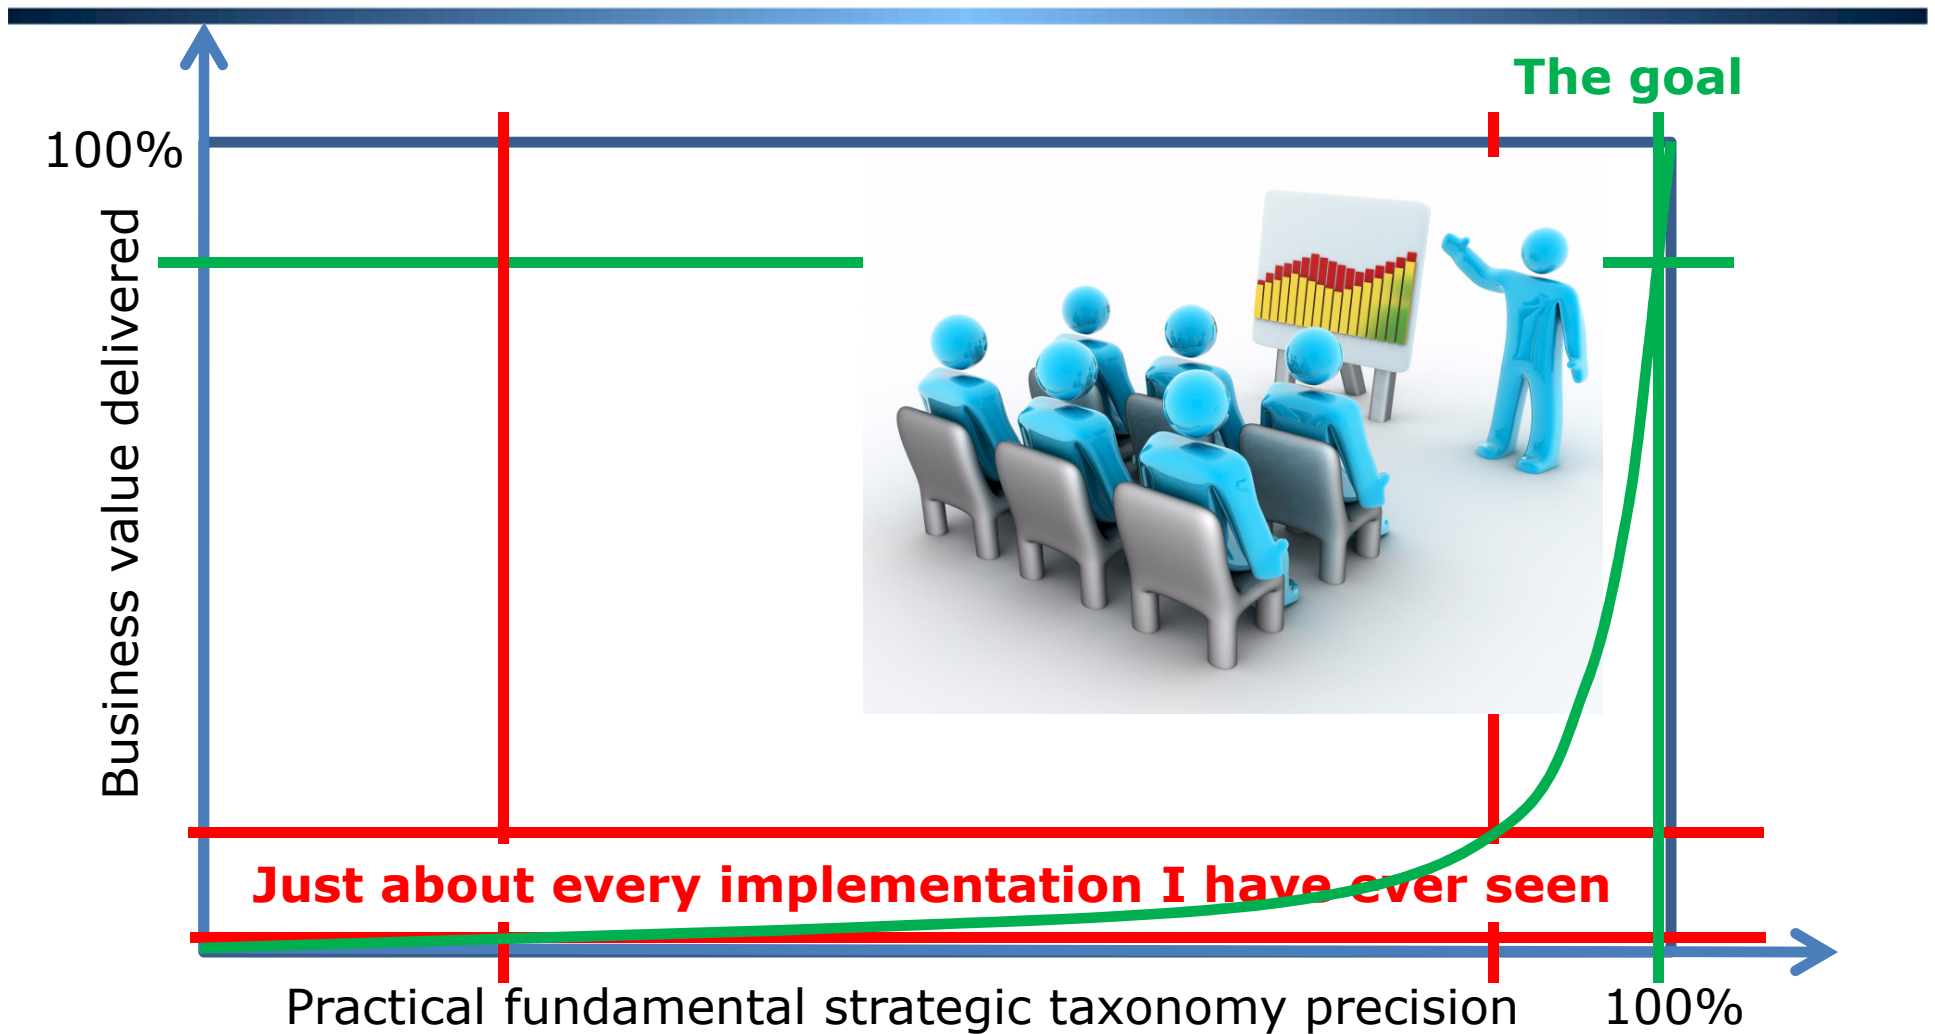 The goal
100%
Business value delivered
Just about every implementation I have ever seen
Practical fundamental strategic taxonomy precision
100%